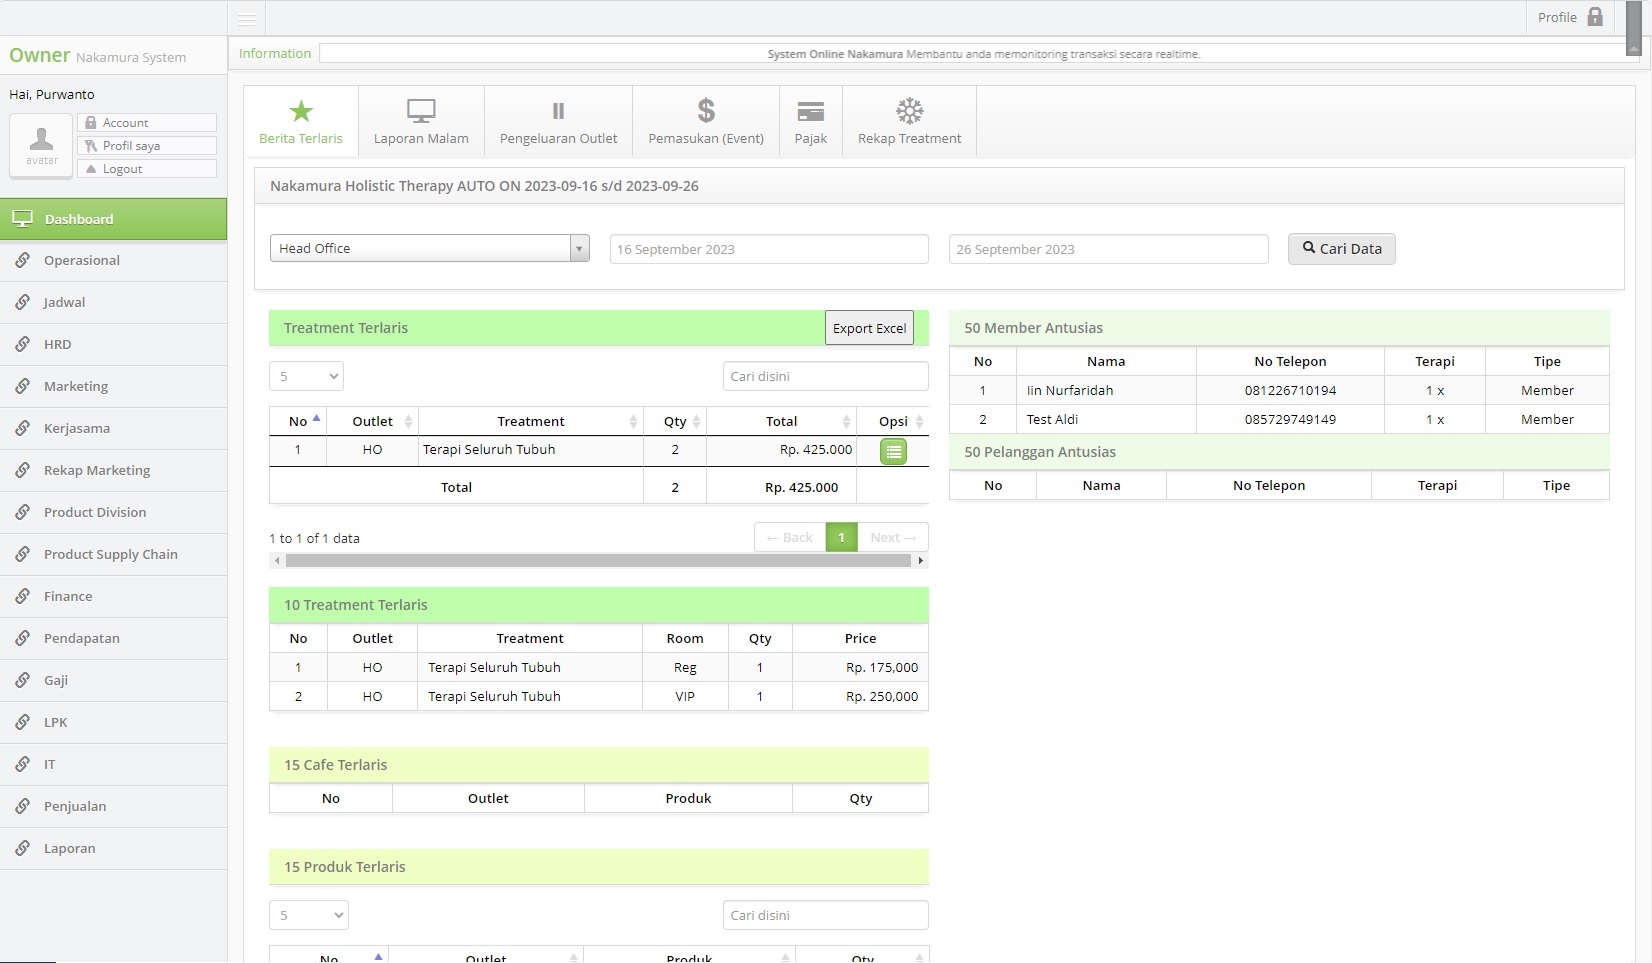 Profile
Owner Nakamura System
Information
System Online Nakamura Membantu anda memonitoring transaksi secara realtime.
Hai, Purwanto
avatar
Account
Profil saya
Logout
Dashboard
Operasional
Jadwal
HRD
Marketing
Kerjasama
Rekap Marketing
Product Division
Product Supply Chain
Finance
Pendapatan
Gaji
LPK
IT
Penjualan
Laporan
Berita Terlaris
Laporan Malam
Pengeluaran Outlet
Pemasukan (Event)
Pajak
Rekap Treatment
Nakamura Holistic Therapy AUTO ON 2023-09-16 s/d 2023-09-26
Head Office
16 September 2023
26 September 2023
Cari Data
Treatment Terlaris
Export Excel
5
Cari disini
No Outlet Treatment Qty Total Opsi
1 HO Terapi Seluruh Tubuh 2 Rp. 425.000
Total 2 Rp. 425.000
1 to 1 of 1 data
← Back 1 Next →
10 Treatment Terlaris
No Outlet Treatment Room Qty Price
1 HO Terapi Seluruh Tubuh Reg 1 Rp. 175,000
2 HO Terapi Seluruh Tubuh VIP 1 Rp. 250,000
15 Cafe Terlaris
No Outlet Produk Qty
15 Produk Terlaris
5
Cari disini
No Outlet Produk Qty
50 Member Antusias
No Nama No Telepon Terapi Tipe
1 Iin Nurfaridah 081226710194 1 x Member
2 Test Aldi 085729749149 1 x Member
50 Pelanggan Antusias
No Nama No Telepon Terapi Tipe